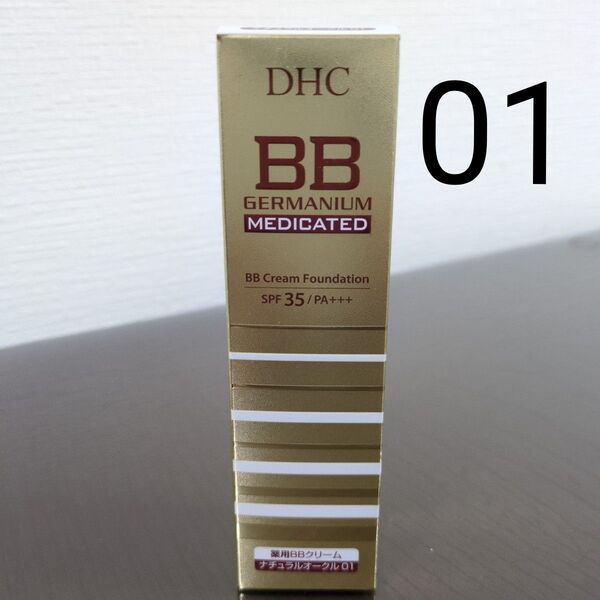 01
DHC
BB
GERMANIUM
MEDICATED
BB Cream Foundation
SPF 35 / PA+++
薬用BBクリーム
ナチュラルオークル 01